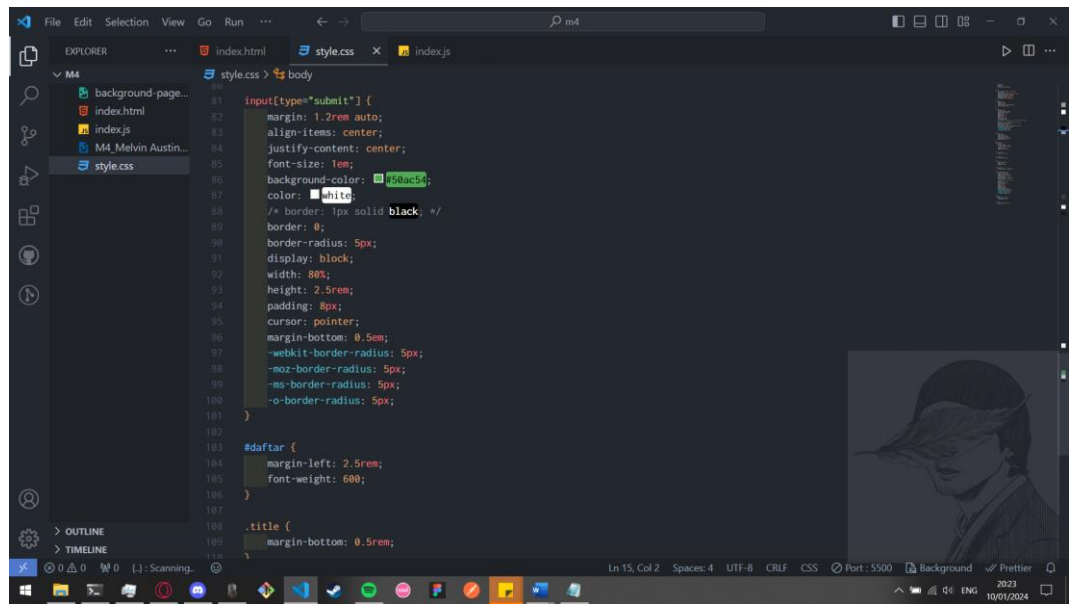 File Edit Selection View Go Run ··· m4
EXPLORER ··· index.html style.css index.js
M4 style.css > body
background-page...
index.html
index.js
M4_Melvin Austin...
style.css
80
81 input[type="submit"] {
82 margin: 1.2rem auto;
83 align-items: center;
84 justify-content: center;
85 font-size: 1em;
86 background-color: #50ac54;
87 color: white;
88 /* border: 1px solid black; */
89 border: 0;
90 border-radius: 5px;
91 display: block;
92 width: 80%;
93 height: 2.5rem;
94 padding: 8px;
95 cursor: pointer;
96 margin-bottom: 0.5em;
97 -webkit-border-radius: 5px;
98 -moz-border-radius: 5px;
99 -ms-border-radius: 5px;
100 -o-border-radius: 5px;
101 }
102
103 #daftar {
104 margin-left: 2.5rem;
105 font-weight: 600;
106 }
107
108 .title {
109 margin-bottom: 0.5rem;
110 }
OUTLINE
TIMELINE
0 0 0 {..} : Scanning.. Ln 15, Col 2 Spaces: 4 UTF-8 CRLF CSS Port : 5500 Background Prettier
ENG 2023
10/01/2024